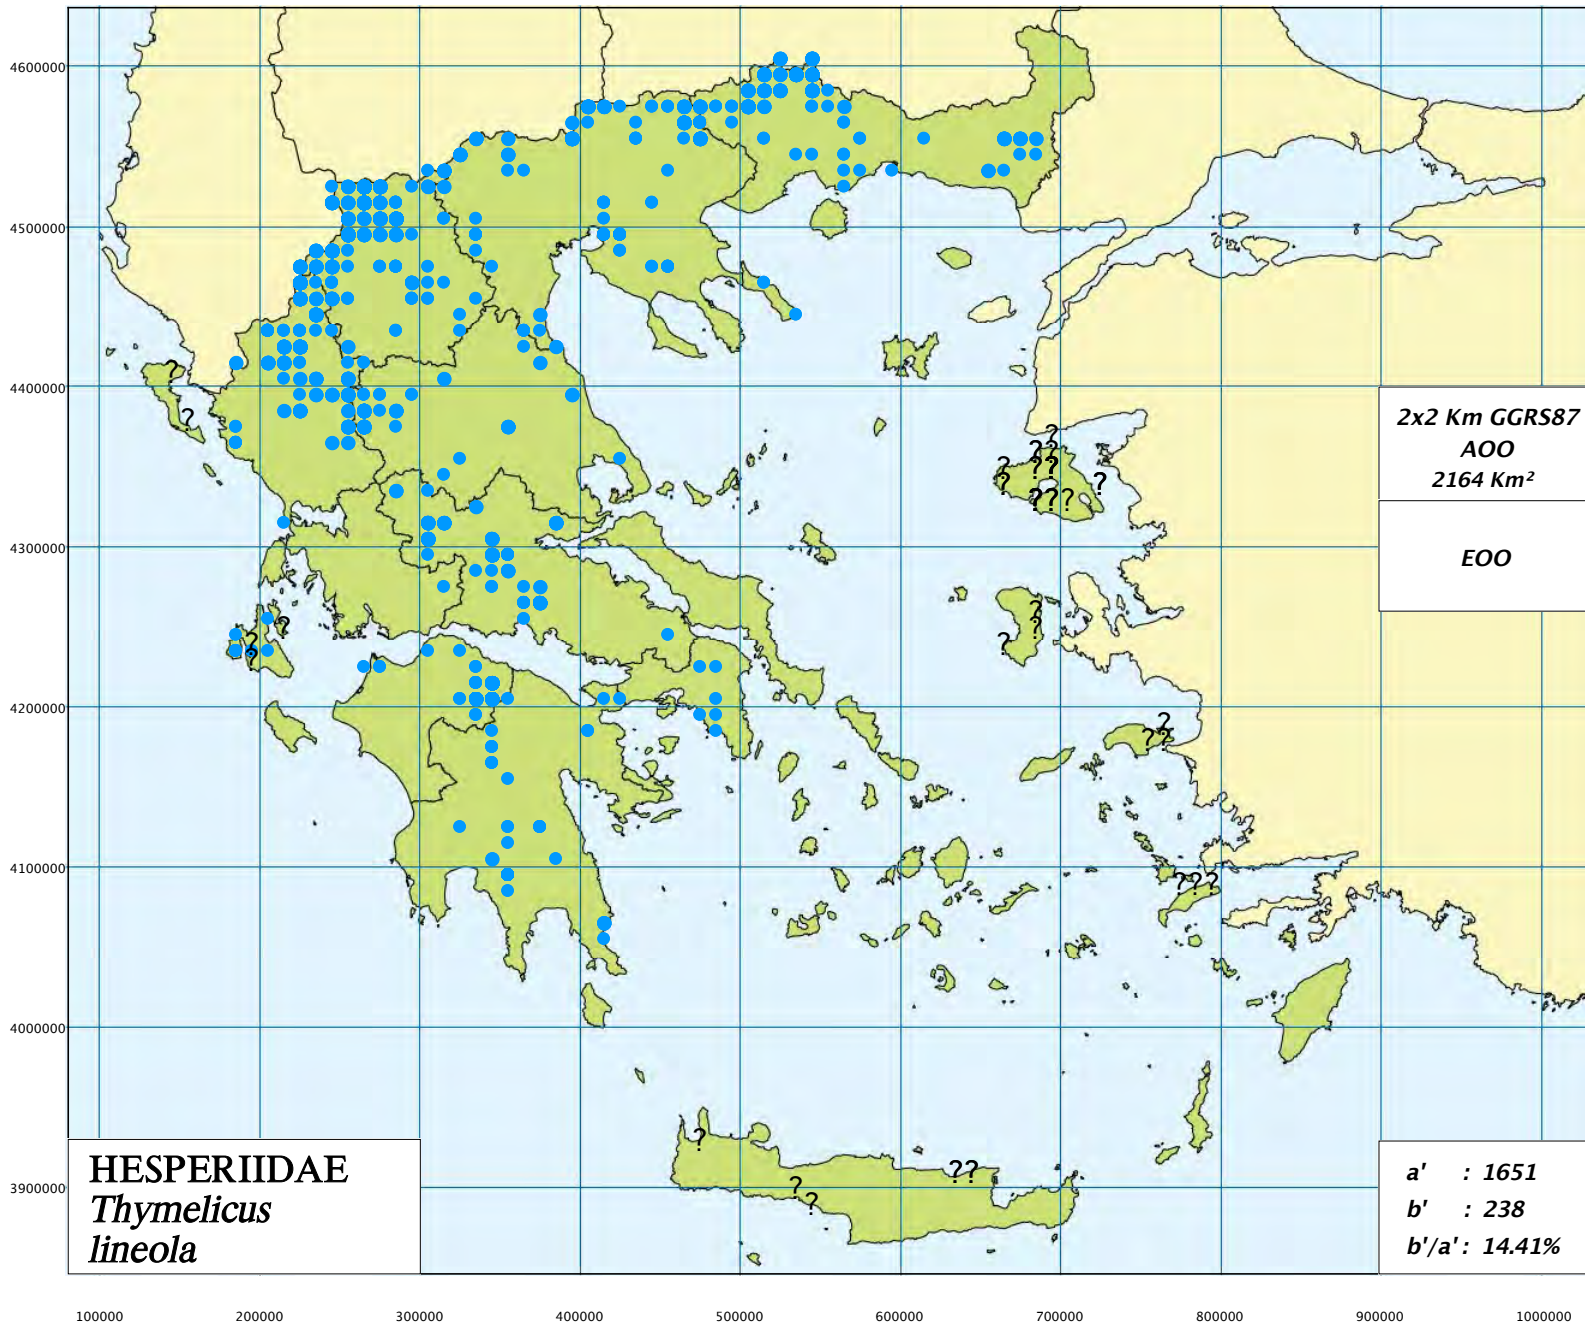 4600000
4500000
4400000
4300000
4200000
4100000
4000000
3900000
? 
?
?
? ?
? ? ?
? ? ?
? ? ? ?
?
?
?
?
?
?
?
? ?
? ? ?
?
? ?
?
?
2x2 Km GGRS87
AOO
2164 Km²
EOO
HESPERIIDAE
Thymelicus
lineola
a' : 1651
b' : 238
b'/a' : 14.41%
100000 200000 300000 400000 500000 600000 700000 800000 900000 1000000